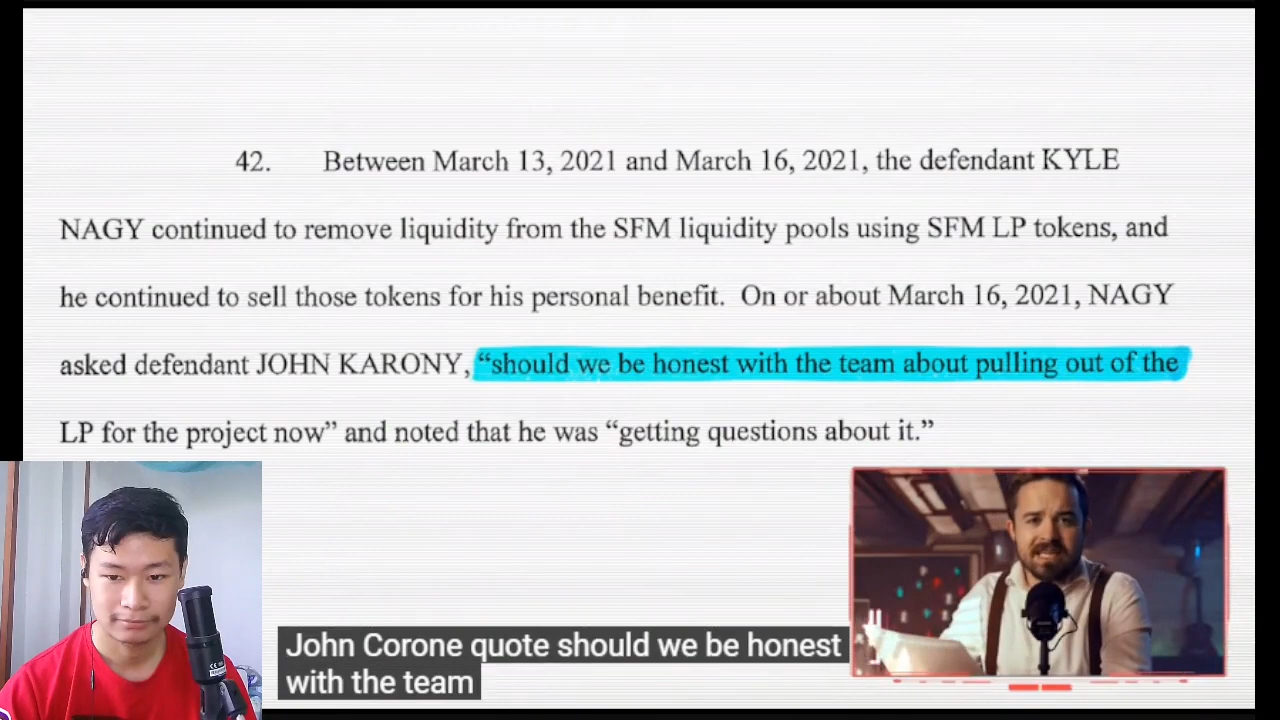 42. Between March 13, 2021 and March 16, 2021, the defendant KYLE
NAGY continued to remove liquidity from the SFM liquidity pools using SFM LP tokens, and
he continued to sell those tokens for his personal benefit. On or about March 16, 2021, NAGY
asked defendant JOHN KARONY, “should we be honest with the team about pulling out of the
LP for the project now” and noted that he was “getting questions about it.”
John Corone quote should we be honest
with the team